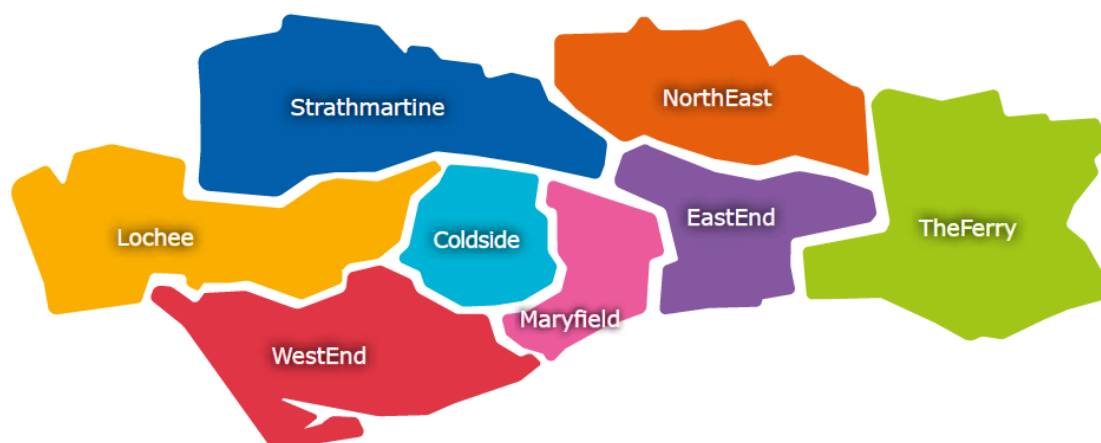 Strathmartine
NorthEast
Lochee
Coldside
EastEnd
TheFerry
Maryfield
WestEnd